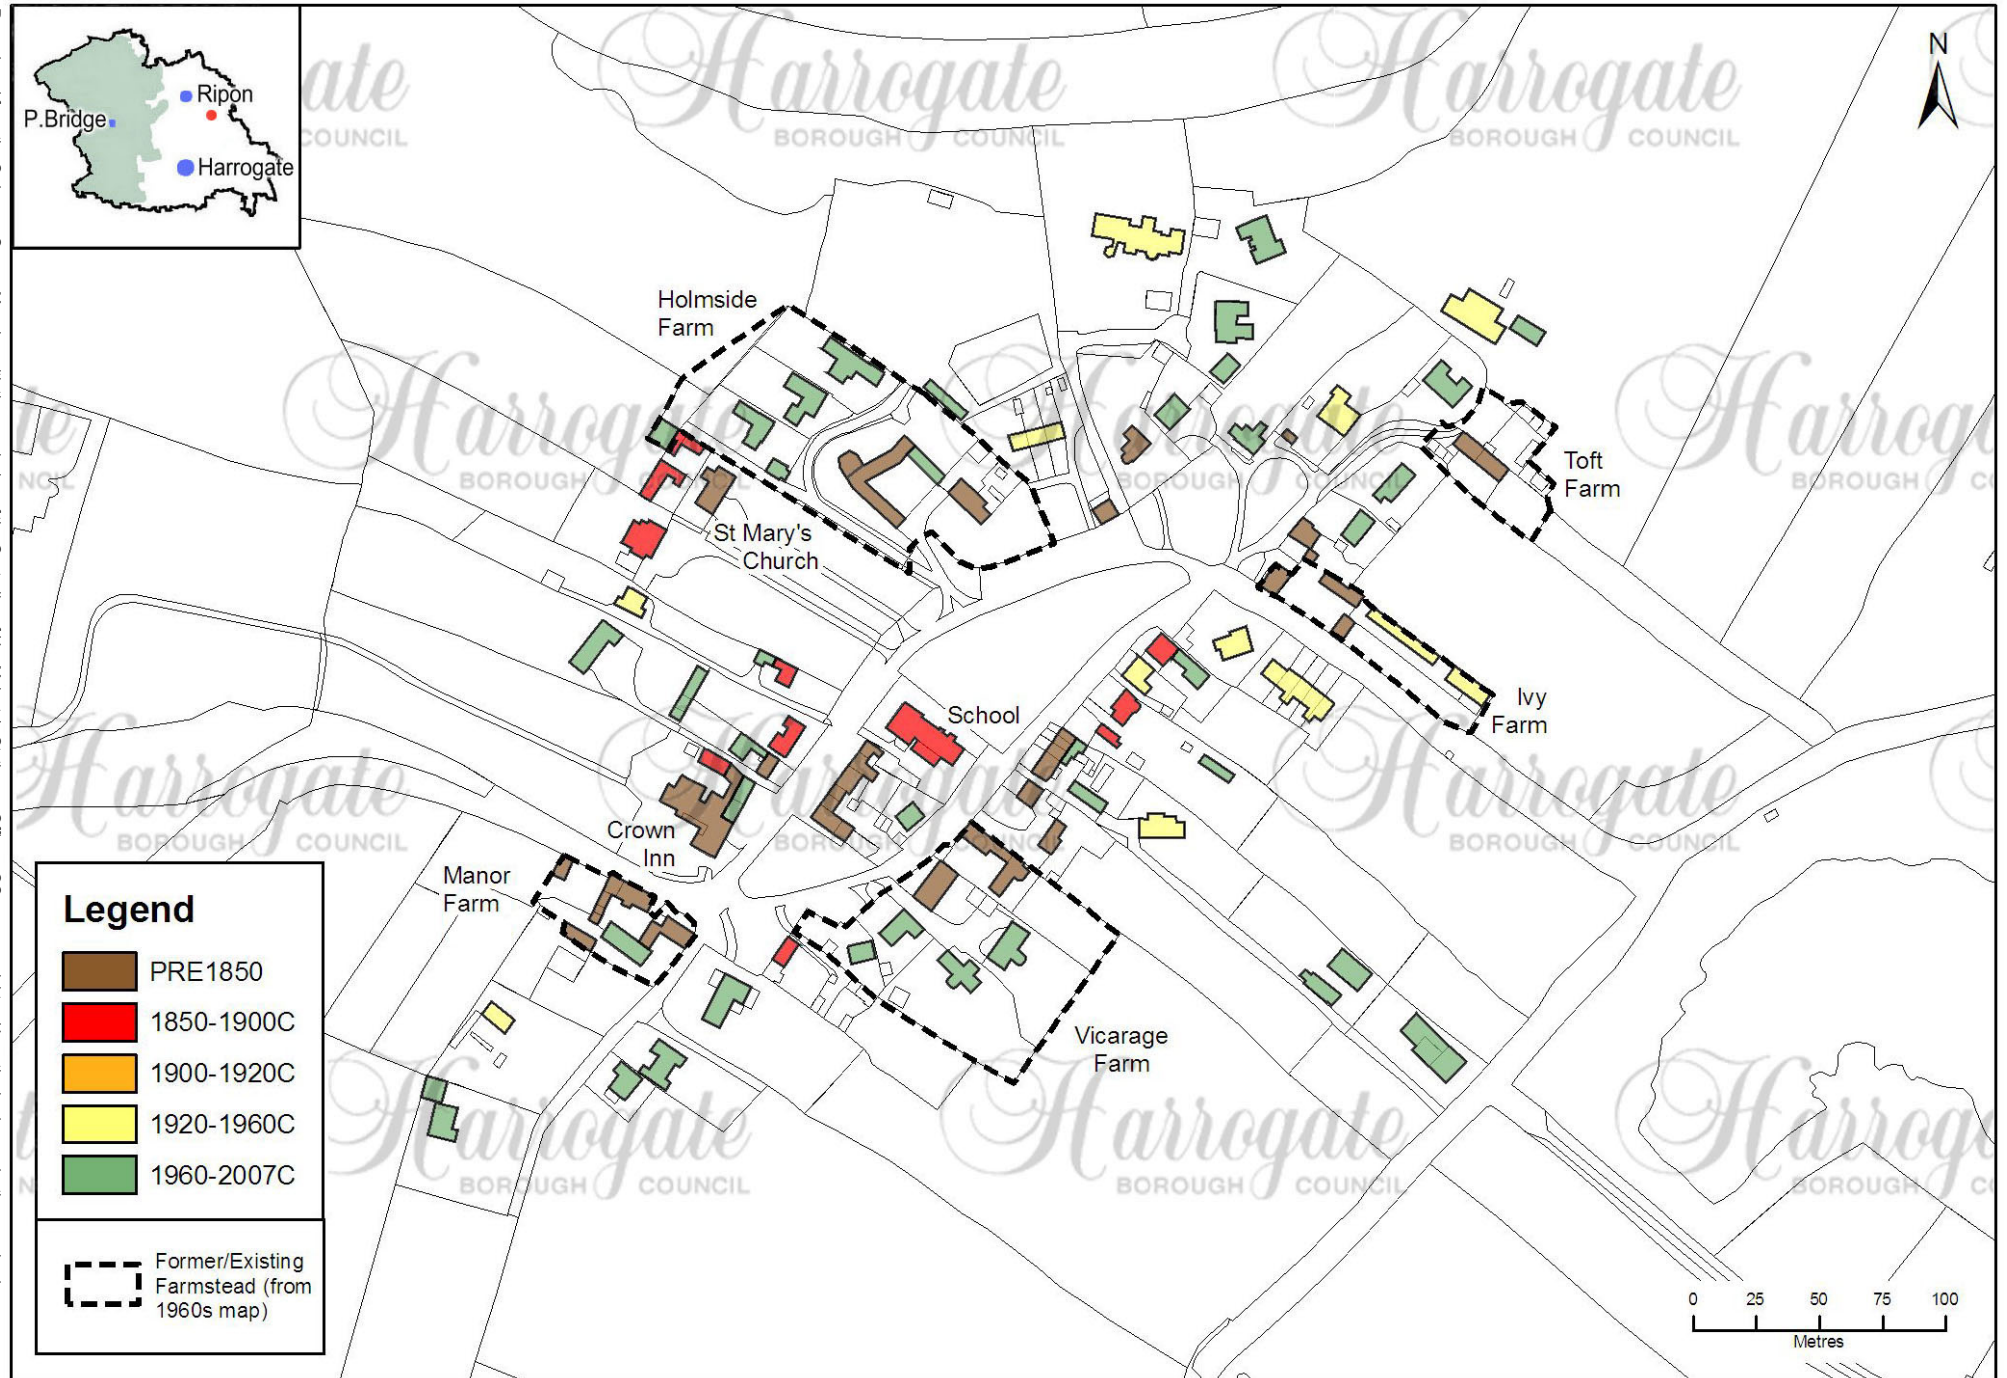 Ripon
P.Bridge
Harrogate
N
Harrogate
BOROUGH COUNCIL
Holmside
Farm
St Mary's
Church
Toft
Farm
Ivy
Farm
School
Crown
Inn
Manor
Farm
Vicarage
Farm
Legend
PRE1850
1850-1900C
1900-1920C
1920-1960C
1960-2007C
Former/Existing
Farmstead (from
1960s map)
0 25 50 75 100
Metres